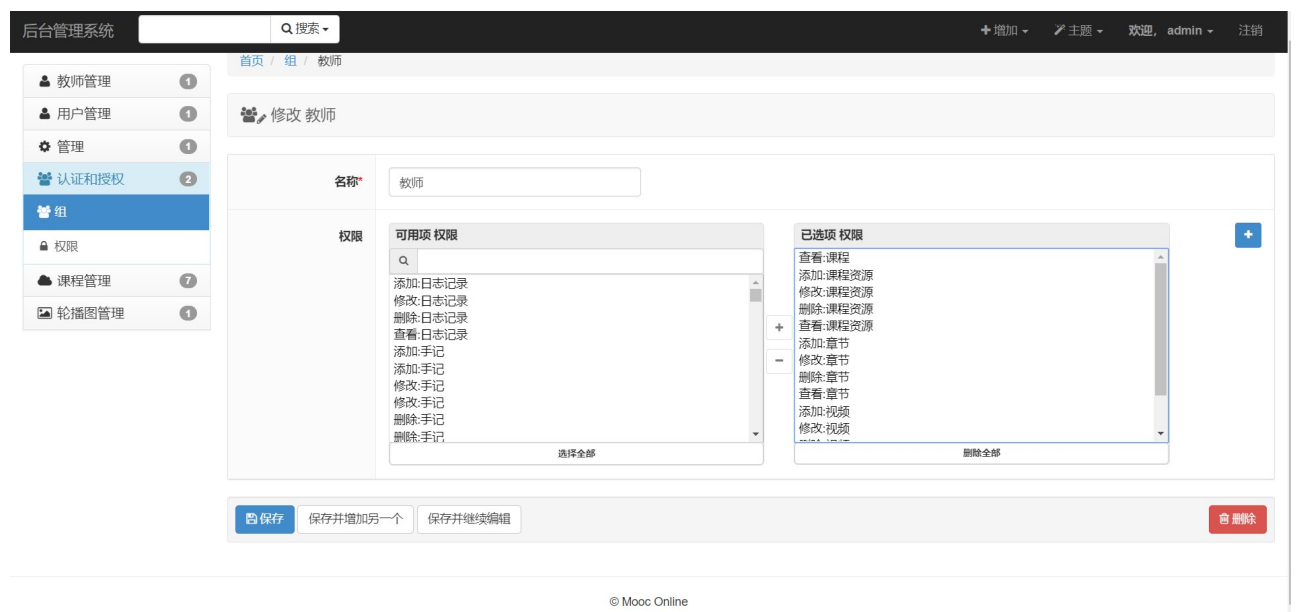 后台管理系统 搜索 增加 主题 欢迎, admin 注销
首页 / 组 / 教师
教师管理 1
用户管理 1
管理 1
认证和授权 2
组
权限
课程管理 7
轮播图管理 1
修改 教师
名称* 教师
权限
可用项 权限
添加:日志记录
修改:日志记录
删除:日志记录
查看:日志记录
添加:手记
添加:手记
修改:手记
修改:手记
删除:手记
删除:手记
选择全部
已选项 权限
查看:课程
添加:课程资源
修改:课程资源
删除:课程资源
查看:课程资源
添加:章节
修改:章节
删除:章节
查看:章节
添加:视频
修改:视频
删除全部
保存 保存并增加另一个 保存并继续编辑 删除
© Mooc Online